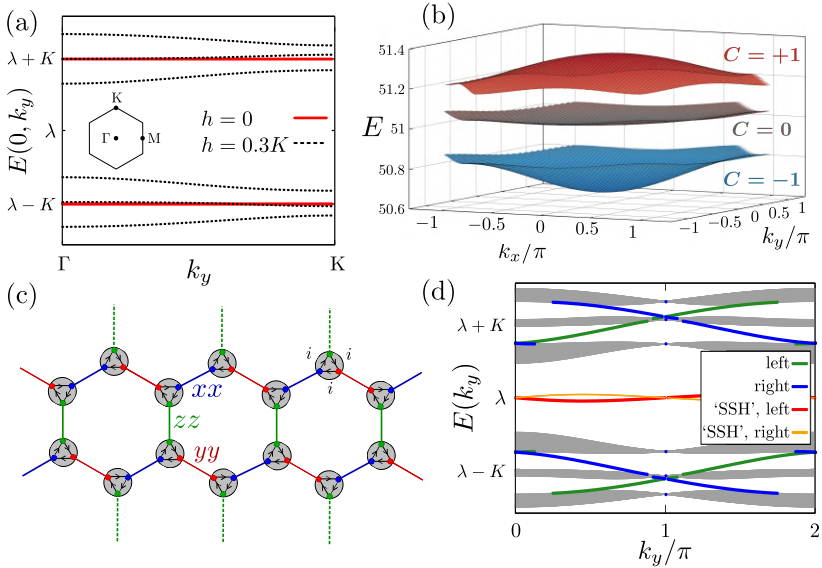 (a)
E(0, k_y)
λ + K
λ
λ − K
K
Γ
M
h = 0
h = 0.3K
Γ
k_y
K
(b)
E
51.4
51.2
51
50.8
50.6
C = +1
C = 0
C = −1
−1
−0.5
0
0.5
1
k_x/π
−1
−0.5
0
0.5
1
k_y/π
(c)
i
i
i
xx
zz
yy
(d)
E(k_y)
λ + K
λ
λ − K
left
right
'SSH', left
'SSH', right
0
1
2
k_y/π